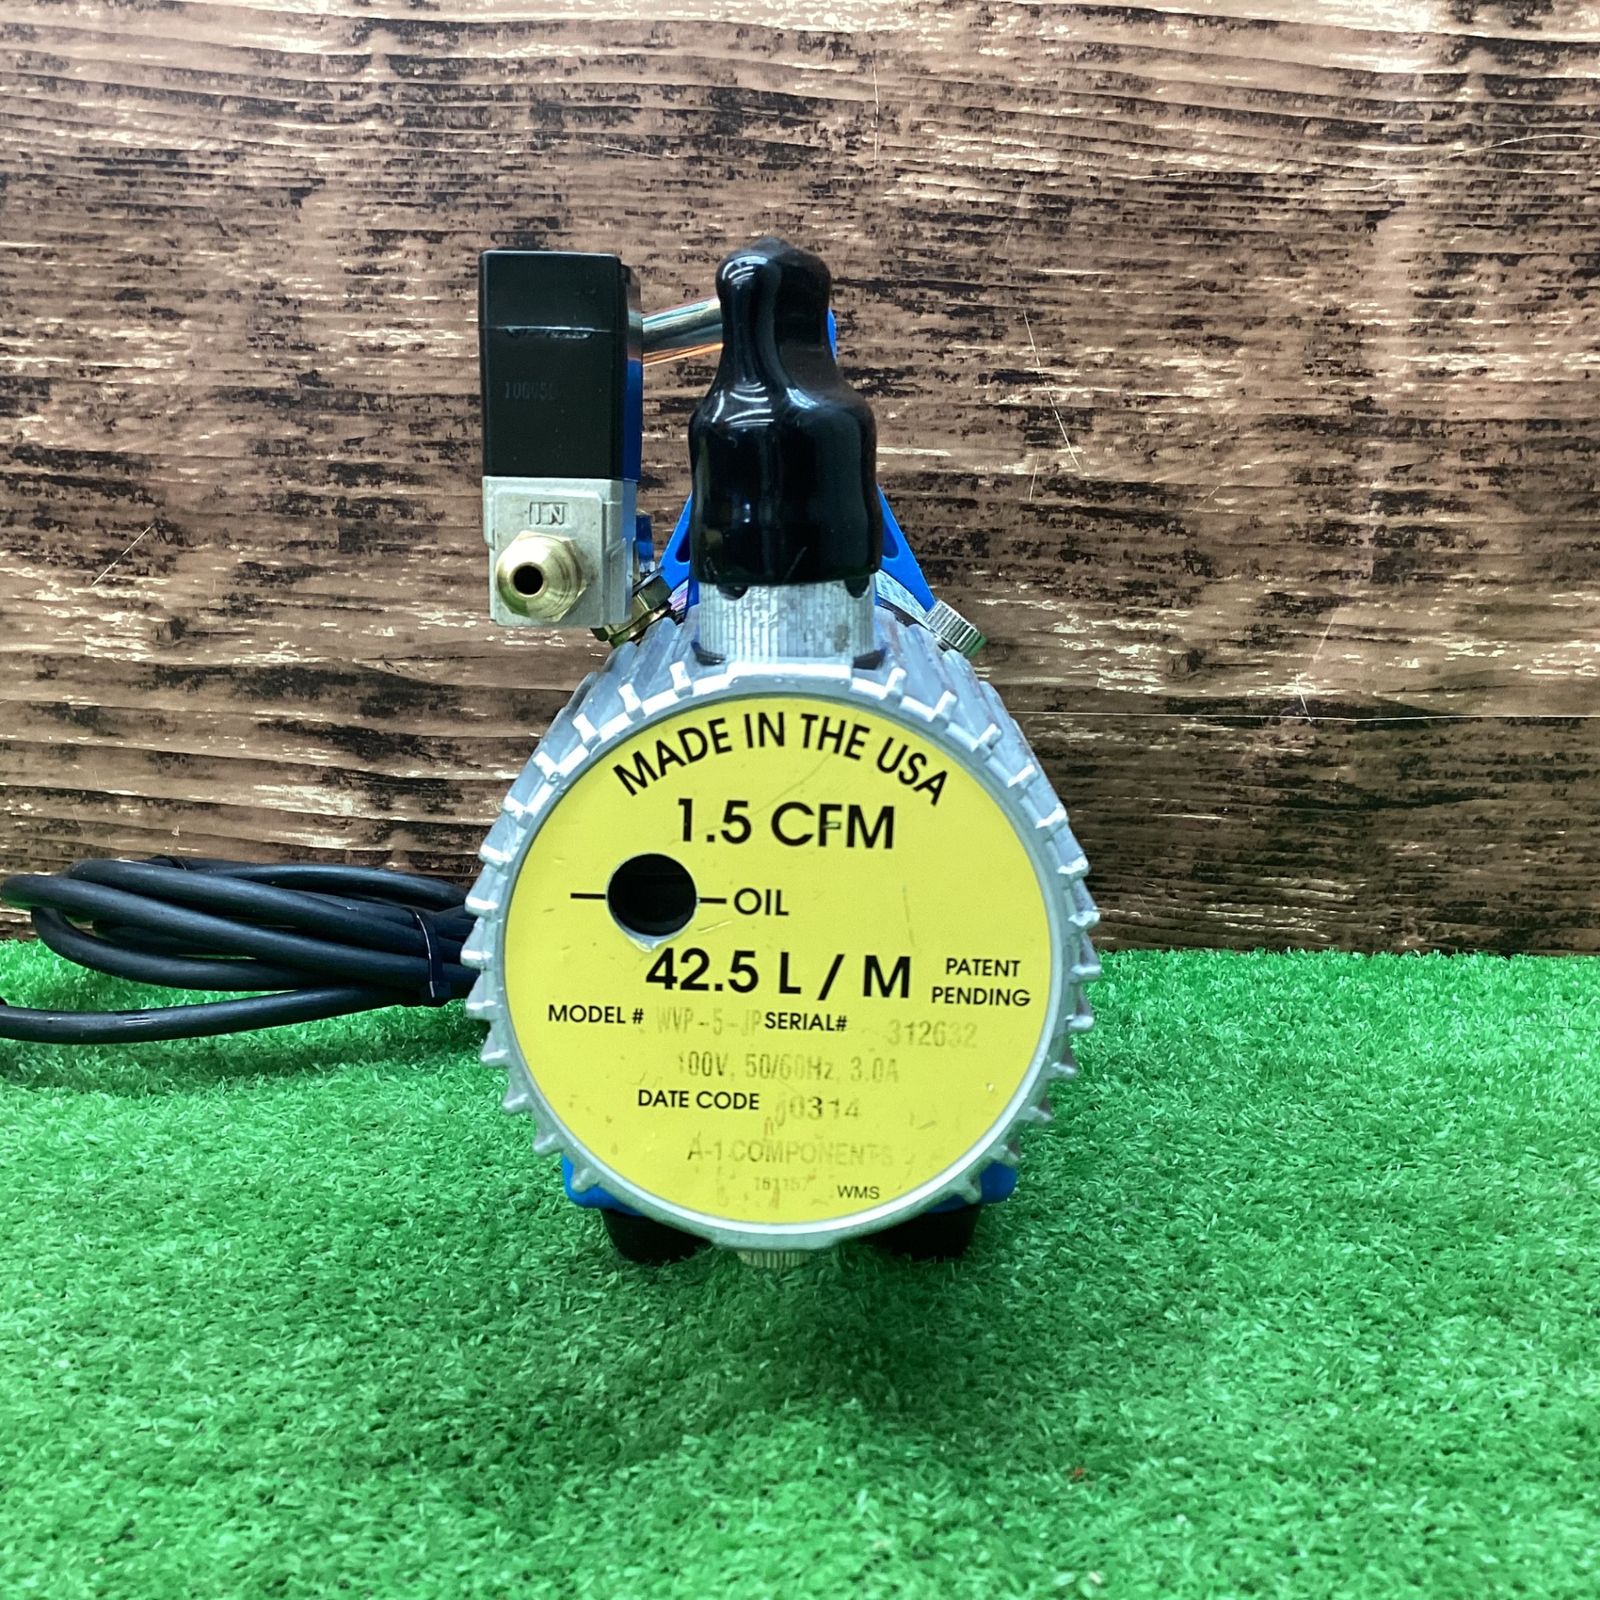 IN
MADE IN THE USA
1.5 CFM
OIL
42.5 L / M
PATENT
PENDING
MODEL # WVP-5-JP SERIAL# 312632
100V, 50/60Hz, 3.0A
DATE CODE 0314
A-1 COMPONENTS
WMS